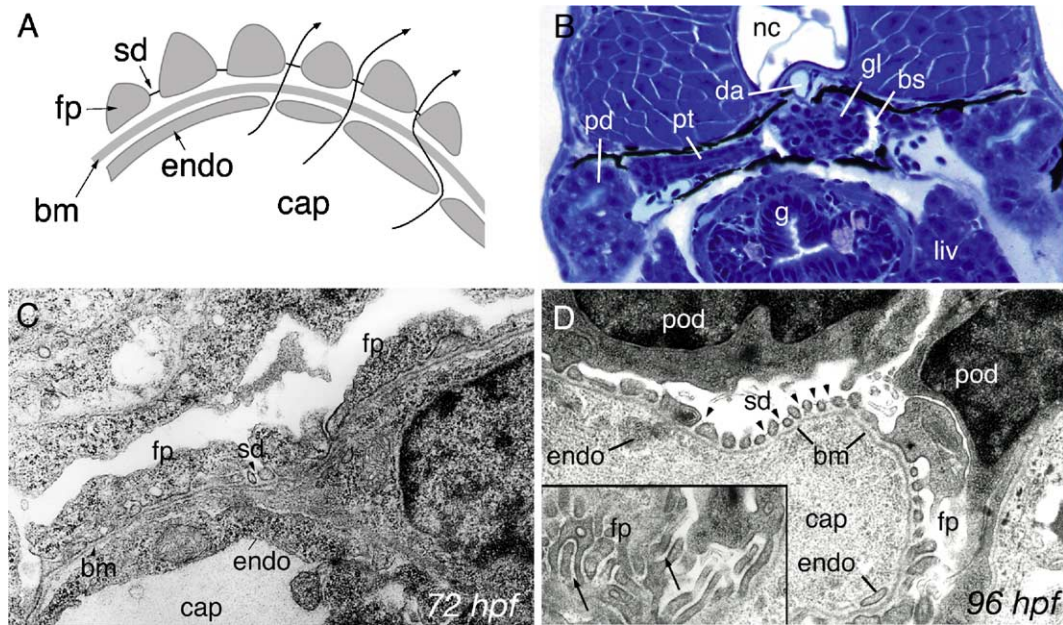 A
sd
fp
endo
bm
cap
B
nc
gl
da
bs
pd
pt
g
liv
C
fp
fp
sd
bm
endo
cap
72 hpf
D
pod
pod
sd
endo
bm
cap
fp
fp
endo
96 hpf